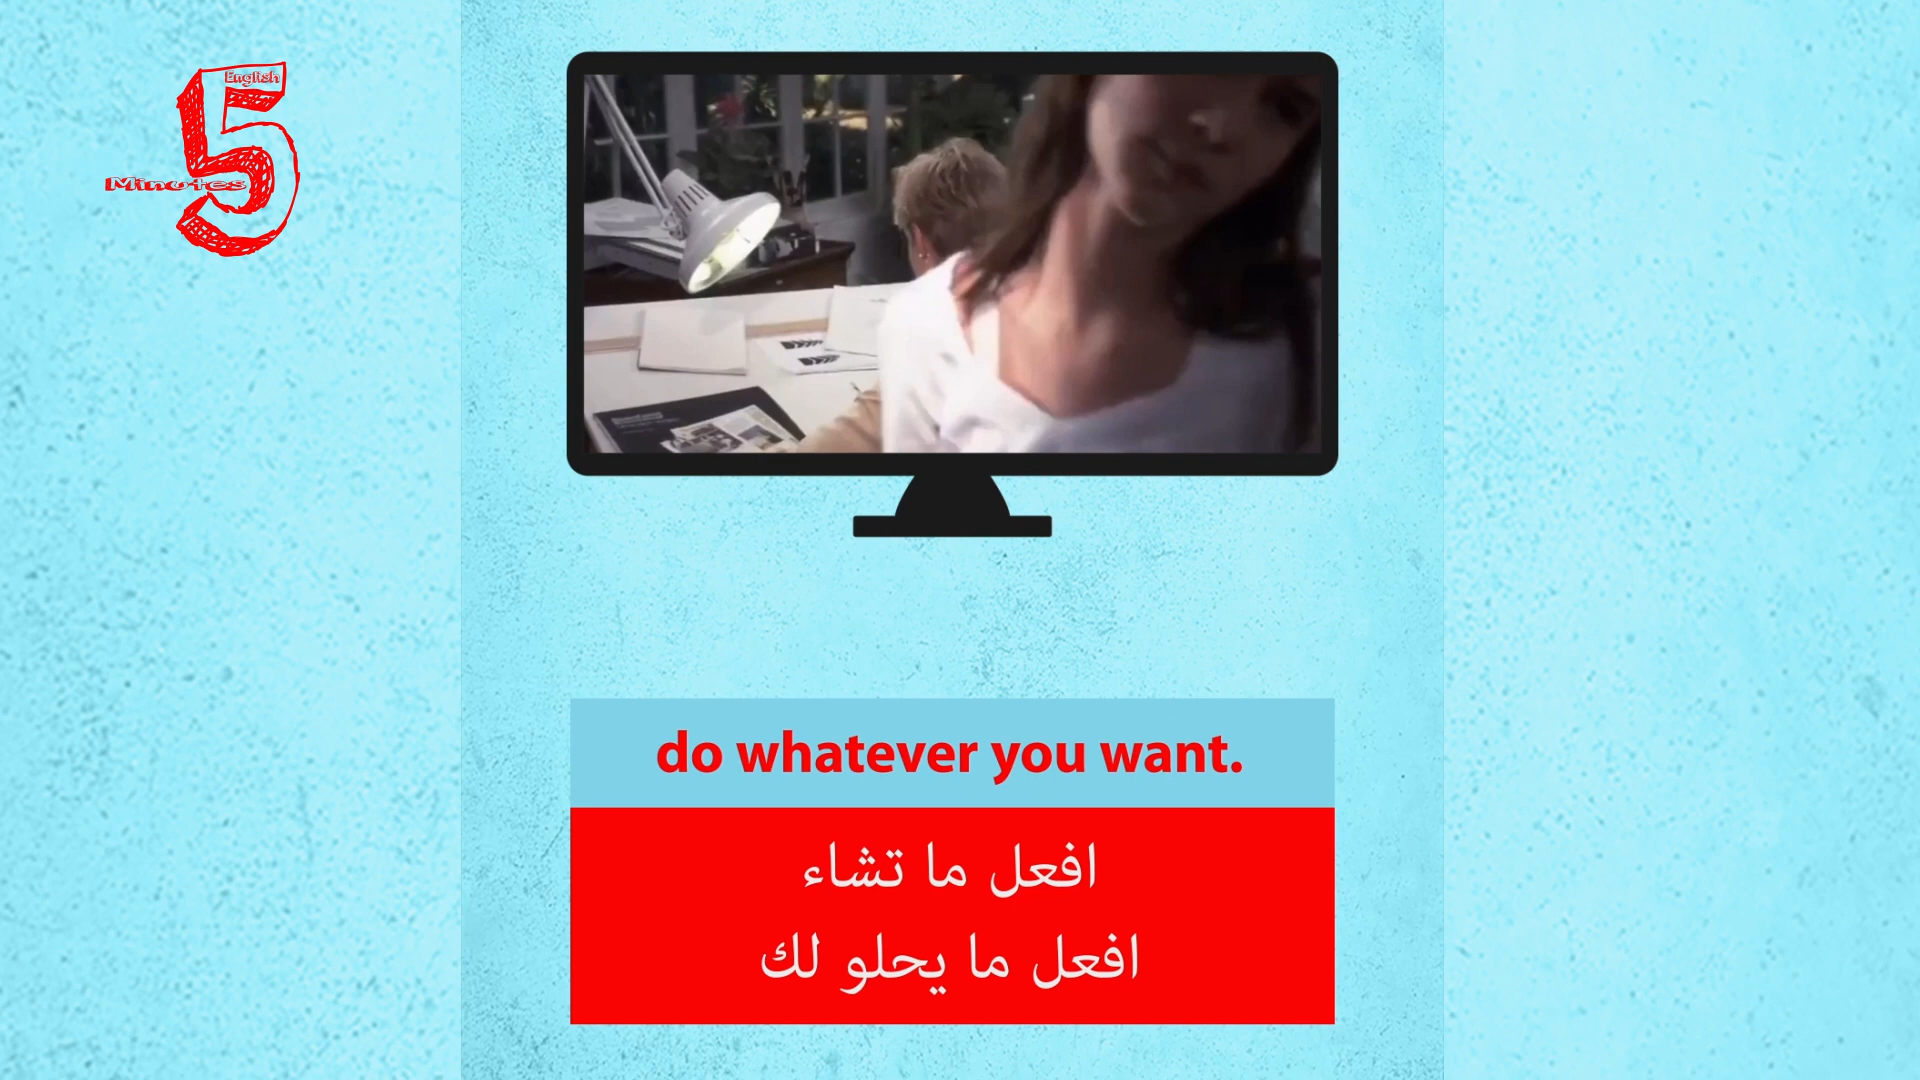 English
5
Minutes
do whatever you want.
افعل ما تشاء
افعل ما يحلو لك